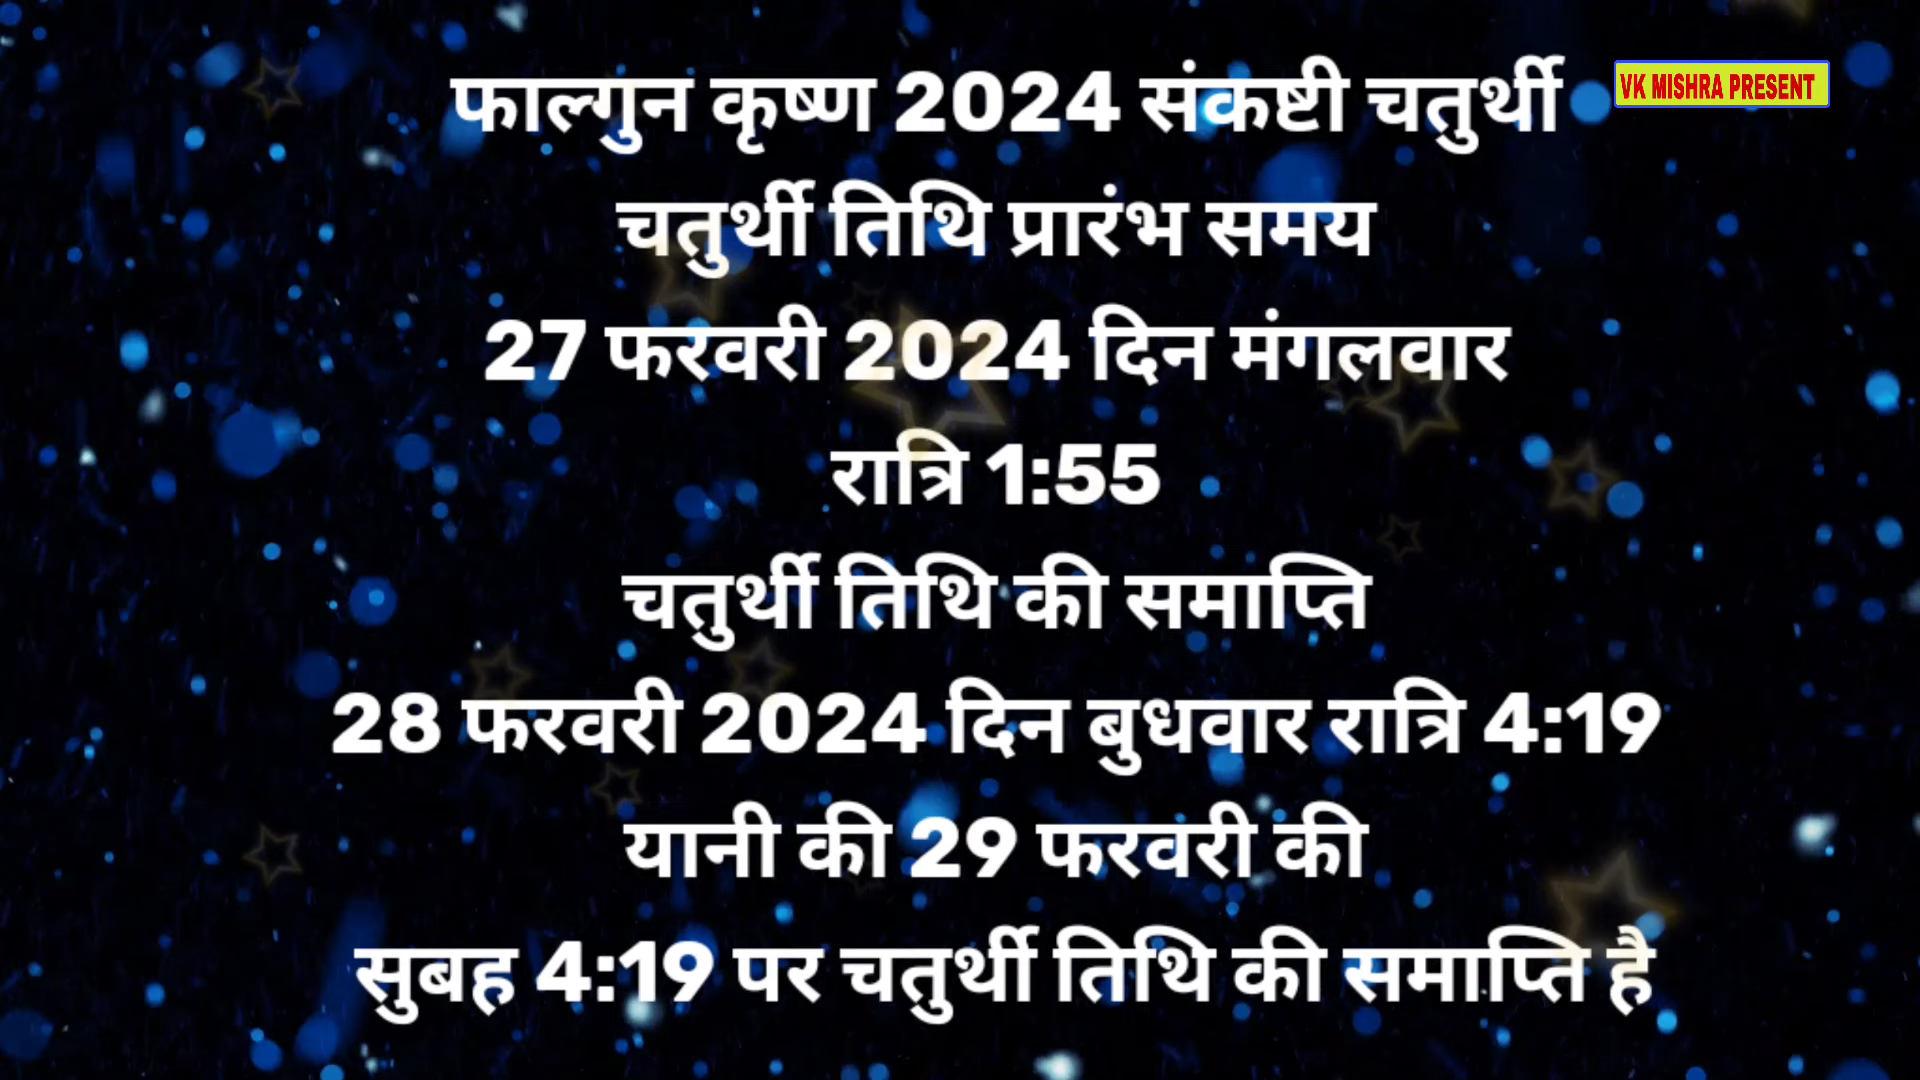 फाल्गुन कृष्ण 2024 संकष्टी चतुर्थी
VK MISHRA PRESENT
चतुर्थी तिथि प्रारंभ समय
27 फरवरी 2024 दिन मंगलवार
रात्रि 1:55
चतुर्थी तिथि की समाप्ति
28 फरवरी 2024 दिन बुधवार रात्रि 4:19
यानी की 29 फरवरी की
सुबह 4:19 पर चतुर्थी तिथि की समाप्ति है